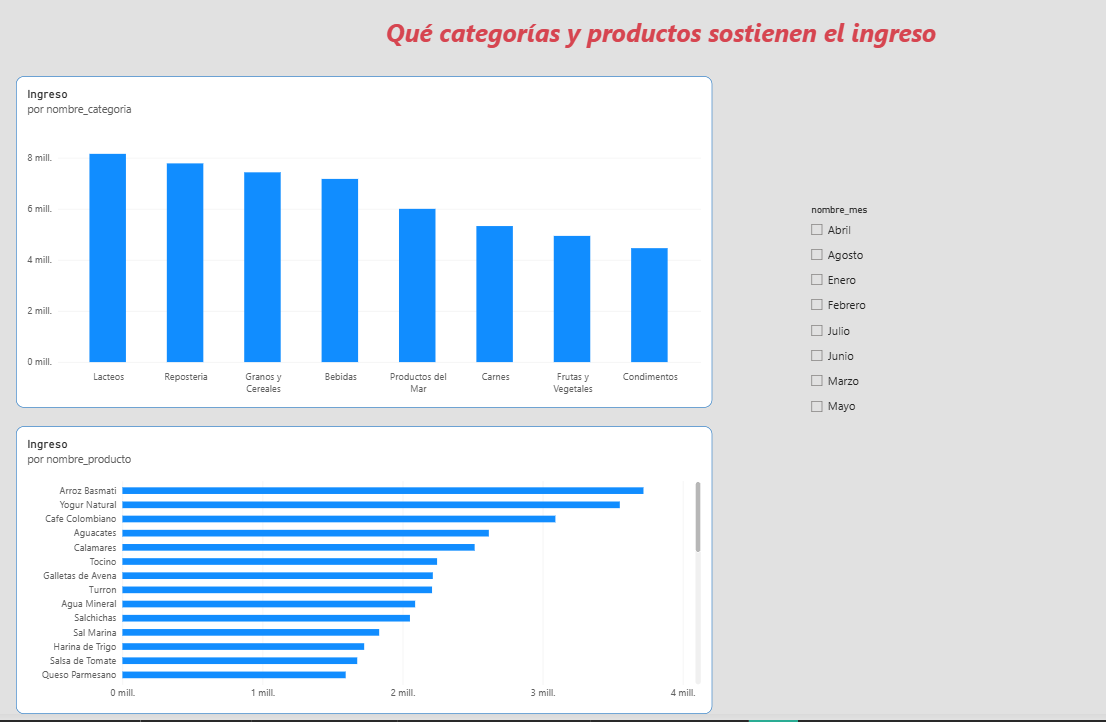 Qué categorías y productos sostienen el ingreso
Ingreso
por nombre_categoria
8 mill.
6 mill.
4 mill.
2 mill.
0 mill.
Lacteos
Reposteria
Granos y
Cereales
Bebidas
Productos del
Mar
Carnes
Frutas y
Vegetales
Condimentos
nombre_mes
Abril
Agosto
Enero
Febrero
Julio
Junio
Marzo
Mayo
Ingreso
por nombre_producto
Arroz Basmati
Yogur Natural
Cafe Colombiano
Aguacates
Calamares
Tocino
Galletas de Avena
Turron
Agua Mineral
Salchichas
Sal Marina
Harina de Trigo
Salsa de Tomate
Queso Parmesano
0 mill.
1 mill.
2 mill.
3 mill.
4 mill.